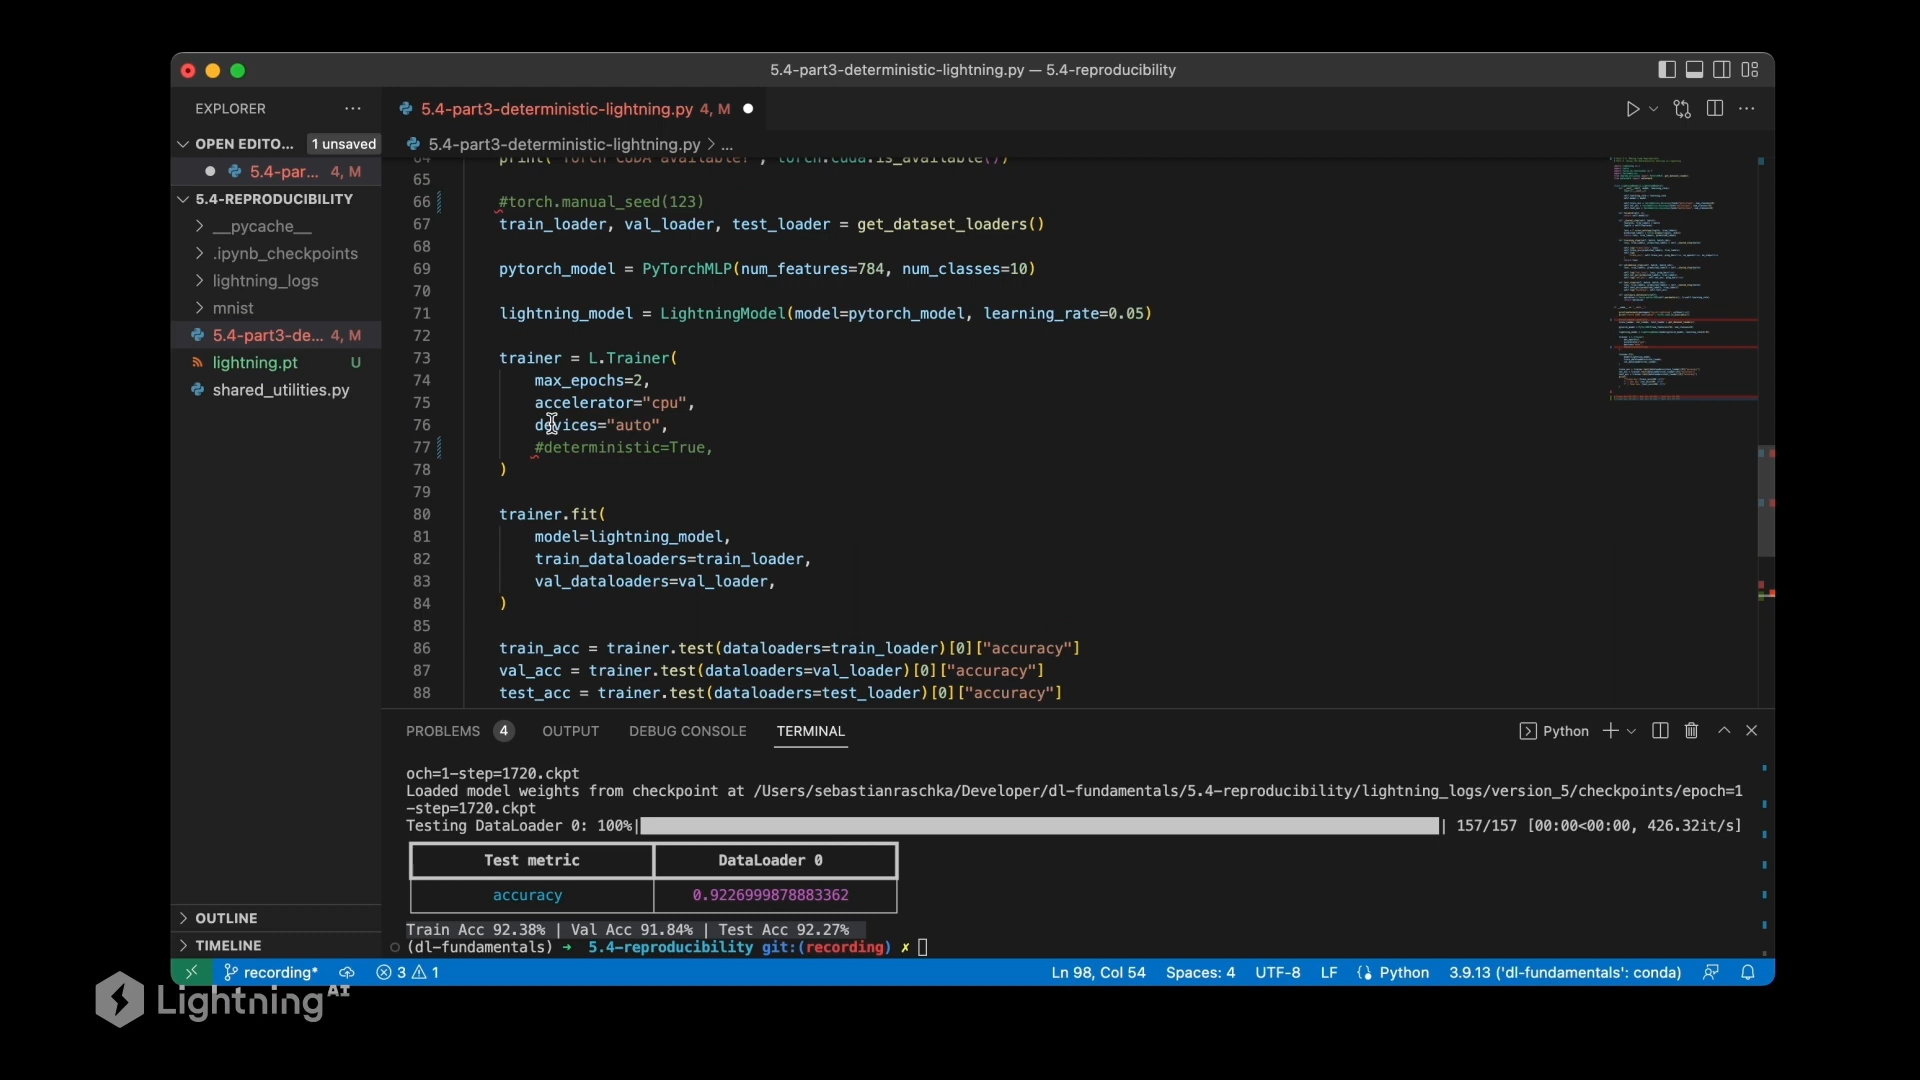 5.4-part3-deterministic-lightning.py — 5.4-reproducibility
EXPLORER
OPEN EDITO... 1 unsaved
5.4-par... 4, M
5.4-REPRODUCIBILITY
__pycache__
.ipynb_checkpoints
lightning_logs
mnist
5.4-part3-de... 4, M
lightning.pt U
shared_utilities.py
OUTLINE
TIMELINE
5.4-part3-deterministic-lightning.py 4, M
5.4-part3-deterministic-lightning.py > ...
64 print("Torch CUDA available?", torch.cuda.is_available())
65
66 #torch.manual_seed(123)
67 train_loader, val_loader, test_loader = get_dataset_loaders()
68
69 pytorch_model = PyTorchMLP(num_features=784, num_classes=10)
70
71 lightning_model = LightningModel(model=pytorch_model, learning_rate=0.05)
72
73 trainer = L.Trainer(
74 max_epochs=2,
75 accelerator="cpu",
76 devices="auto",
77 #deterministic=True,
78 )
79
80 trainer.fit(
81 model=lightning_model,
82 train_dataloaders=train_loader,
83 val_dataloaders=val_loader,
84 )
85
86 train_acc = trainer.test(dataloaders=train_loader)[0]["accuracy"]
87 val_acc = trainer.test(dataloaders=val_loader)[0]["accuracy"]
88 test_acc = trainer.test(dataloaders=test_loader)[0]["accuracy"]
PROBLEMS 4 OUTPUT DEBUG CONSOLE TERMINAL
Python
och=1-step=1720.ckpt
Loaded model weights from checkpoint at /Users/sebastianraschka/Developer/dl-fundamentals/5.4-reproducibility/lightning_logs/version_5/checkpoints/epoch=1
-step=1720.ckpt
Testing DataLoader 0: 100%| | 157/157 [00:00<00:00, 426.32it/s]
Test metric DataLoader 0
accuracy 0.9226999878883362
Train Acc 92.38% | Val Acc 91.84% | Test Acc 92.27%
(dl-fundamentals) → 5.4-reproducibility git:(recording) ✗
recording* 3 1 Ln 98, Col 54 Spaces: 4 UTF-8 LF Python 3.9.13 ('dl-fundamentals': conda)
Lightning AI